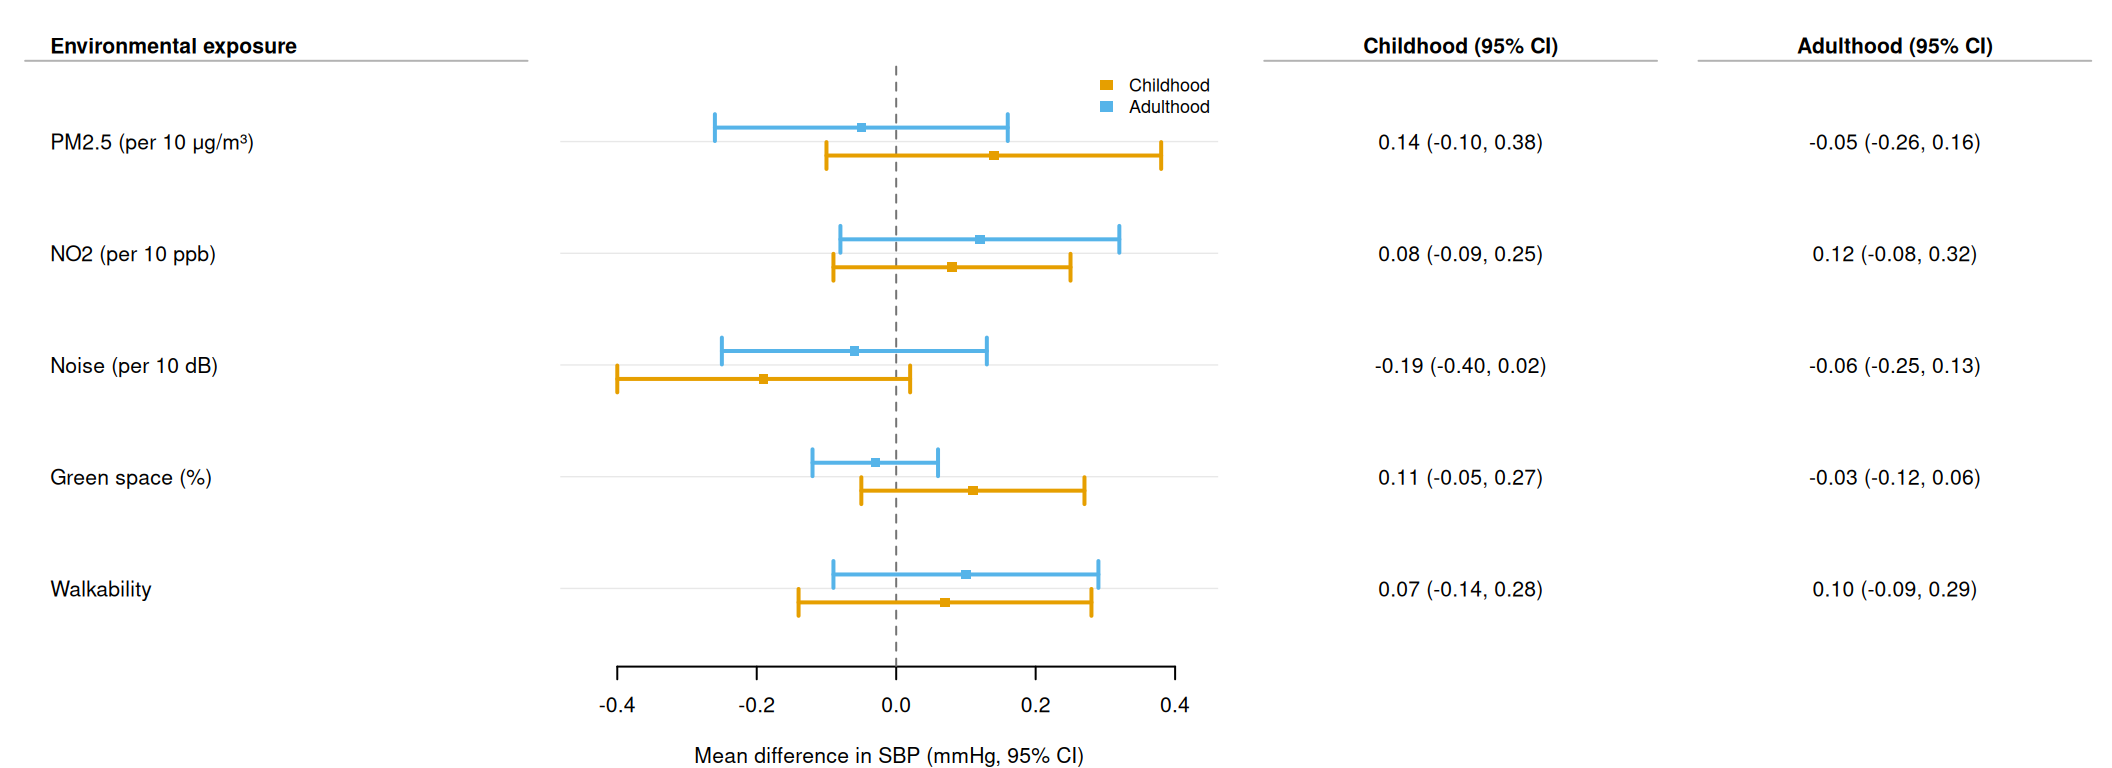 Environmental exposure Childhood (95% CI) Adulthood (95% CI)
Childhood
Adulthood
PM2.5 (per 10 µg/m³) 0.14 (-0.10, 0.38) -0.05 (-0.26, 0.16)
NO2 (per 10 ppb) 0.08 (-0.09, 0.25) 0.12 (-0.08, 0.32)
Noise (per 10 dB) -0.19 (-0.40, 0.02) -0.06 (-0.25, 0.13)
Green space (%) 0.11 (-0.05, 0.27) -0.03 (-0.12, 0.06)
Walkability 0.07 (-0.14, 0.28) 0.10 (-0.09, 0.29)
-0.4 -0.2 0.0 0.2 0.4
Mean difference in SBP (mmHg, 95% CI)